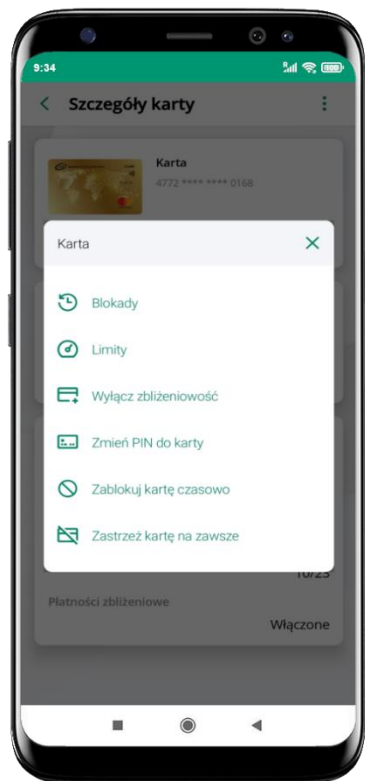 9:34
Szczegóły karty
Karta
4772 **** **** 0168
Karta
Blokady
Limity
Wyłącz zbliżeniowość
Zmień PIN do karty
Zablokuj kartę czasowo
Zastrzeż kartę na zawsze
10/23
Płatności zbliżeniowe
Włączone